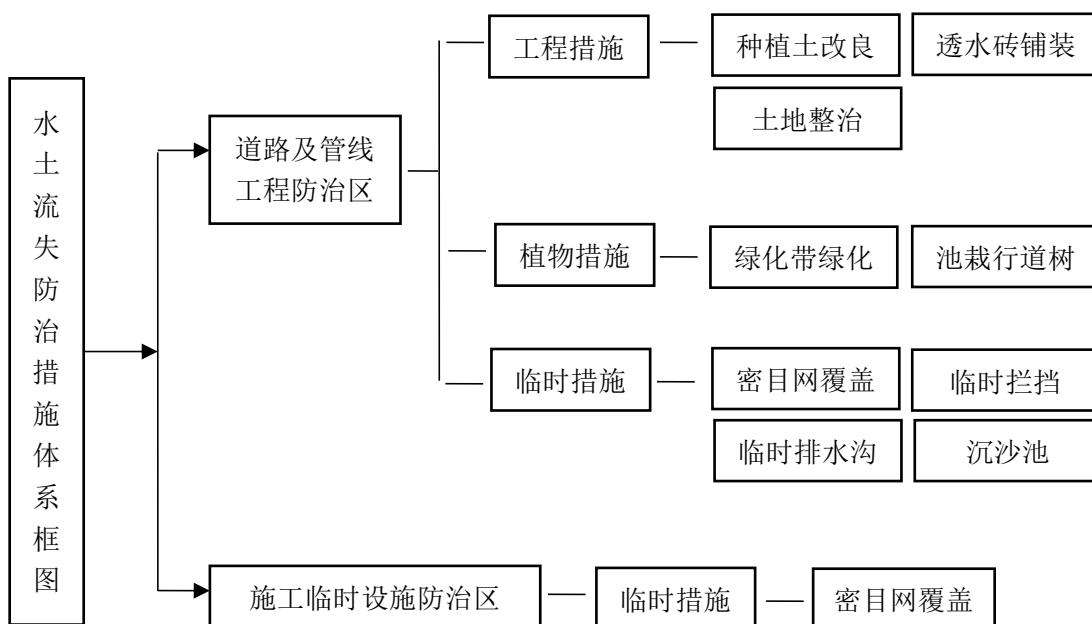 水土流失防治措施体系框图
道路及管线
工程防治区
工程措施
种植土改良
透水砖铺装
土地整治
植物措施
绿化带绿化
池栽行道树
临时措施
密目网覆盖
临时拦挡
临时排水沟
沉沙池
施工临时设施防治区
临时措施
密目网覆盖